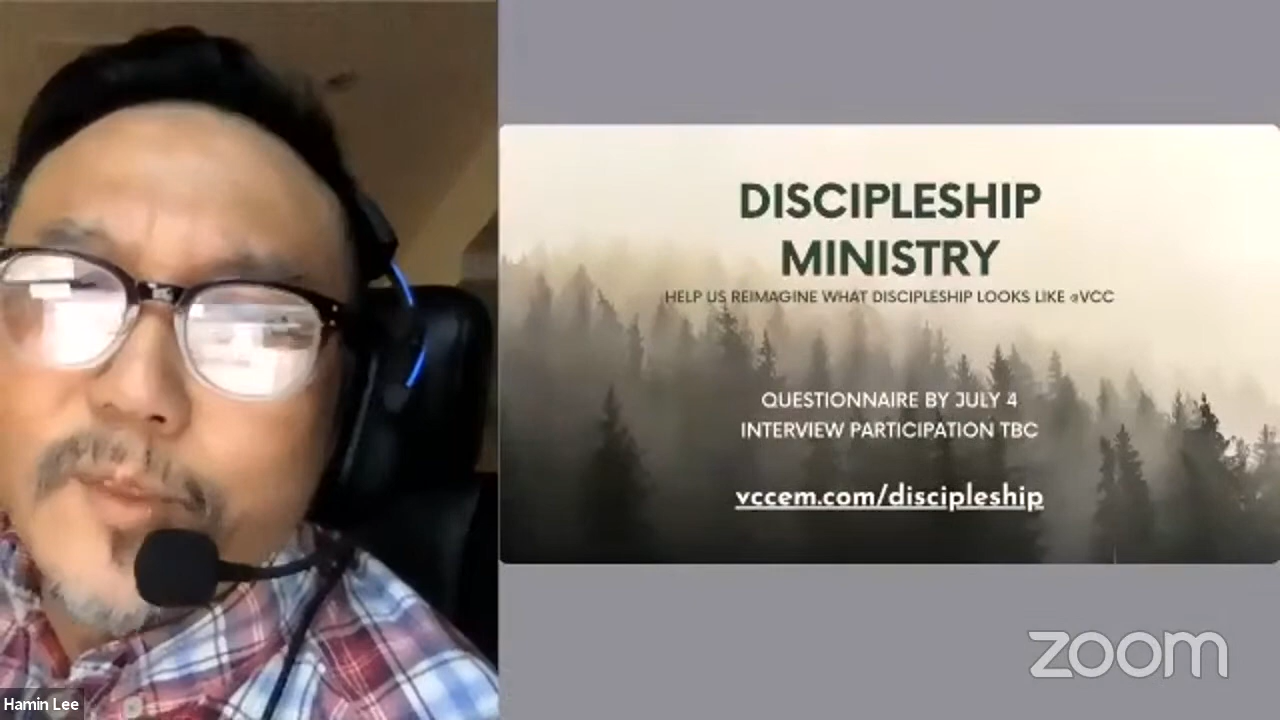 DISCIPLESHIP
MINISTRY
HELP US REIMAGINE WHAT DISCIPLESHIP LOOKS LIKE @VCC
QUESTIONNAIRE BY JULY 4
INTERVIEW PARTICIPATION TBC
vccem.com/discipleship
zoom
Hamin Lee